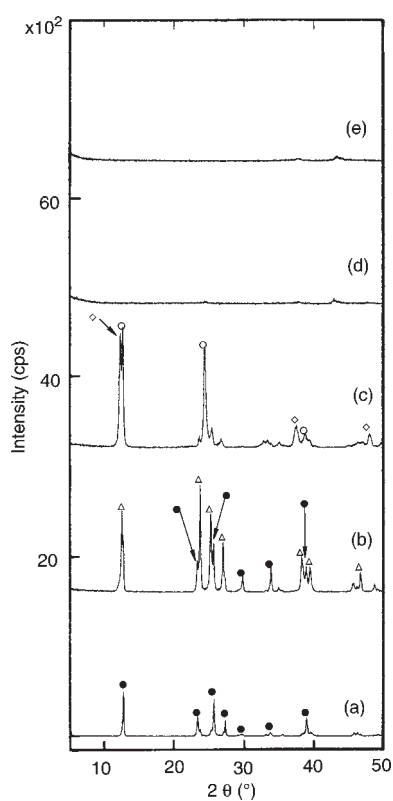 x10²
(e)
60
(d)
40
(c)
20
(b)
(a)
Intensity (cps)
10 20 30 40 50
2 θ (°)